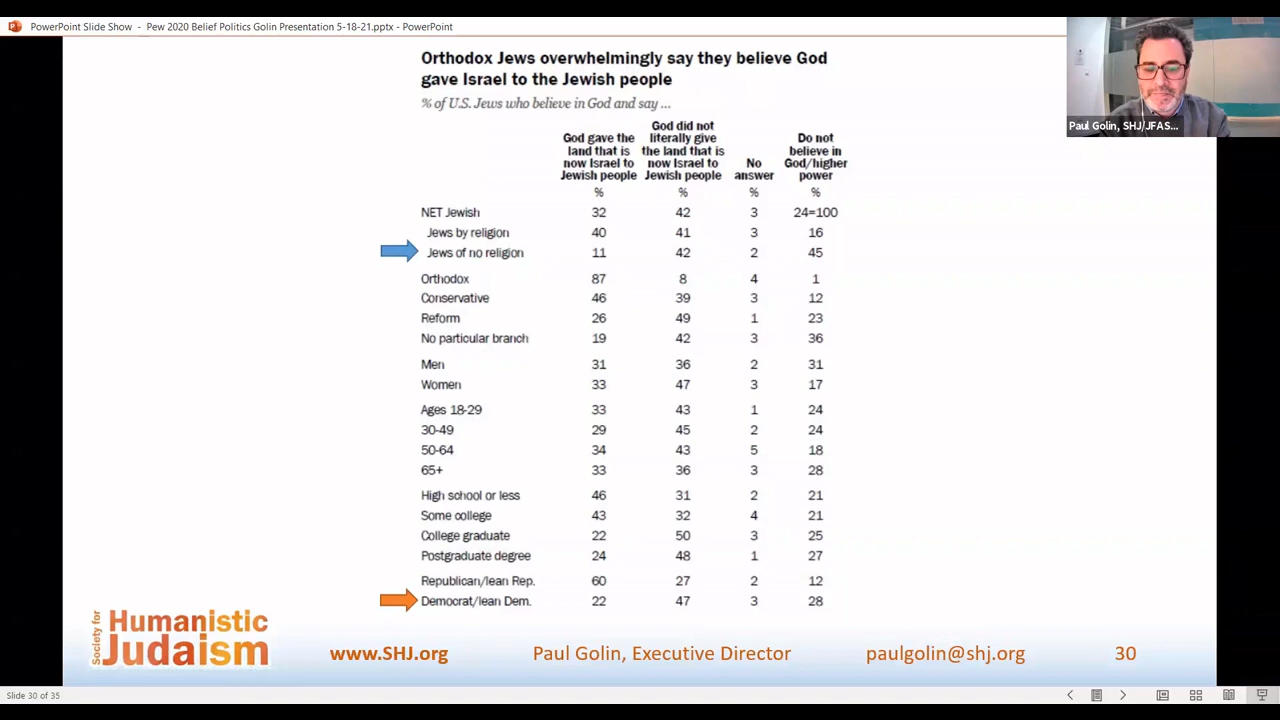 PowerPoint Slide Show - Pew 2020 Belief Politics Golin Presentation 5-18-21.pptx - PowerPoint
Paul Golin, SHJ/JFAS...
Orthodox Jews overwhelmingly say they believe God
gave Israel to the Jewish people
% of U.S. Jews who believe in God and say ...
God gave the land that is now Israel to Jewish people God did not literally give the land that is now Israel to Jewish people No answer Do not believe in God/higher power
% % % %
NET Jewish 32 42 3 24=100
Jews by religion 40 41 3 16
Jews of no religion 11 42 2 45
Orthodox 87 8 4 1
Conservative 46 39 3 12
Reform 26 49 1 23
No particular branch 19 42 3 36
Men 31 36 2 31
Women 33 47 3 17
Ages 18-29 33 43 1 24
30-49 29 45 2 24
50-64 34 43 5 18
65+ 33 36 3 28
High school or less 46 31 2 21
Some college 43 32 4 21
College graduate 22 50 3 25
Postgraduate degree 24 48 1 27
Republican/lean Rep. 60 27 2 12
Democrat/lean Dem. 22 47 3 28
Society for
Humanistic
Judaism
www.SHJ.org Paul Golin, Executive Director paulgolin@shj.org 30
Slide 30 of 35